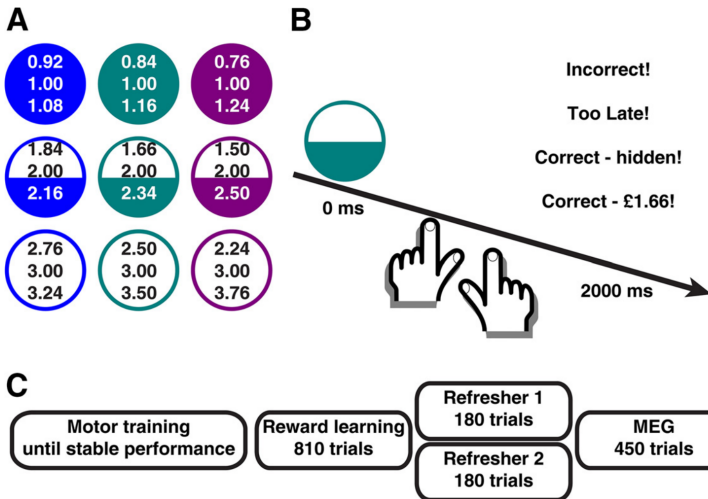 A
0.92
1.00
1.08
0.84
1.00
1.16
0.76
1.00
1.24
1.84
2.00
2.16
1.66
2.00
2.34
1.50
2.00
2.50
2.76
3.00
3.24
2.50
3.00
3.50
2.24
3.00
3.76
B
Incorrect!
Too Late!
Correct - hidden!
Correct - £1.66!
0 ms
2000 ms
C
Motor training
until stable performance
Reward learning
810 trials
Refresher 1
180 trials
Refresher 2
180 trials
MEG
450 trials